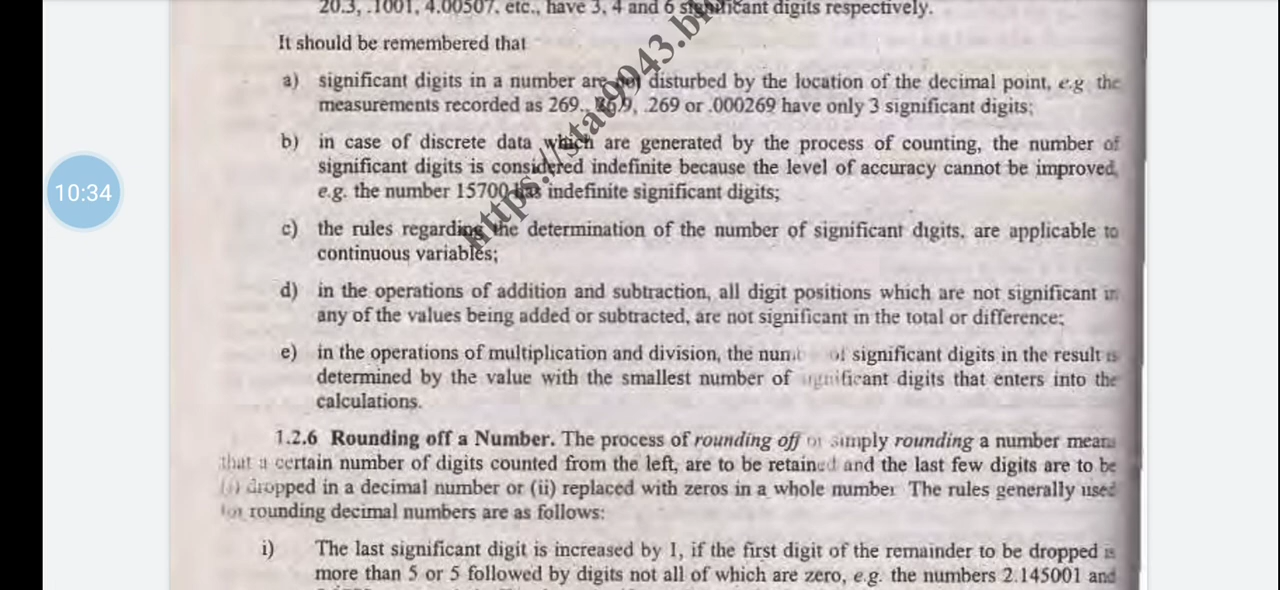 20.3, .1001, 4.00507, etc., have 3, 4 and 6 significant digits respectively.
It should be remembered that
a) significant digits in a number are not disturbed by the location of the decimal point, e.g the
measurements recorded as 269., 26.9, .269 or .000269 have only 3 significant digits;
b) in case of discrete data which are generated by the process of counting, the number of
significant digits is considered indefinite because the level of accuracy cannot be improved,
10:34
e.g. the number 15700 has indefinite significant digits;
c) the rules regarding the determination of the number of significant digits, are applicable to
continuous variables;
d) in the operations of addition and subtraction, all digit positions which are not significant in
any of the values being added or subtracted, are not significant in the total or difference;
e) in the operations of multiplication and division, the of significant digits in the result is
determined by the value with the smallest number of significant digits that enters into the
calculations.
1.2.6 Rounding off a Number. The process of rounding off or simply rounding a number means
that a certain number of digits counted from the left, are to be retained and the last few digits are to be
(i) dropped in a decimal number or (ii) replaced with zeros in a whole number The rules generally used
for rounding decimal numbers are as follows:
i) The last significant digit is increased by 1, if the first digit of the remainder to be dropped is
more than 5 or 5 followed by digits not all of which are zero, e.g. the numbers 2.145001 and